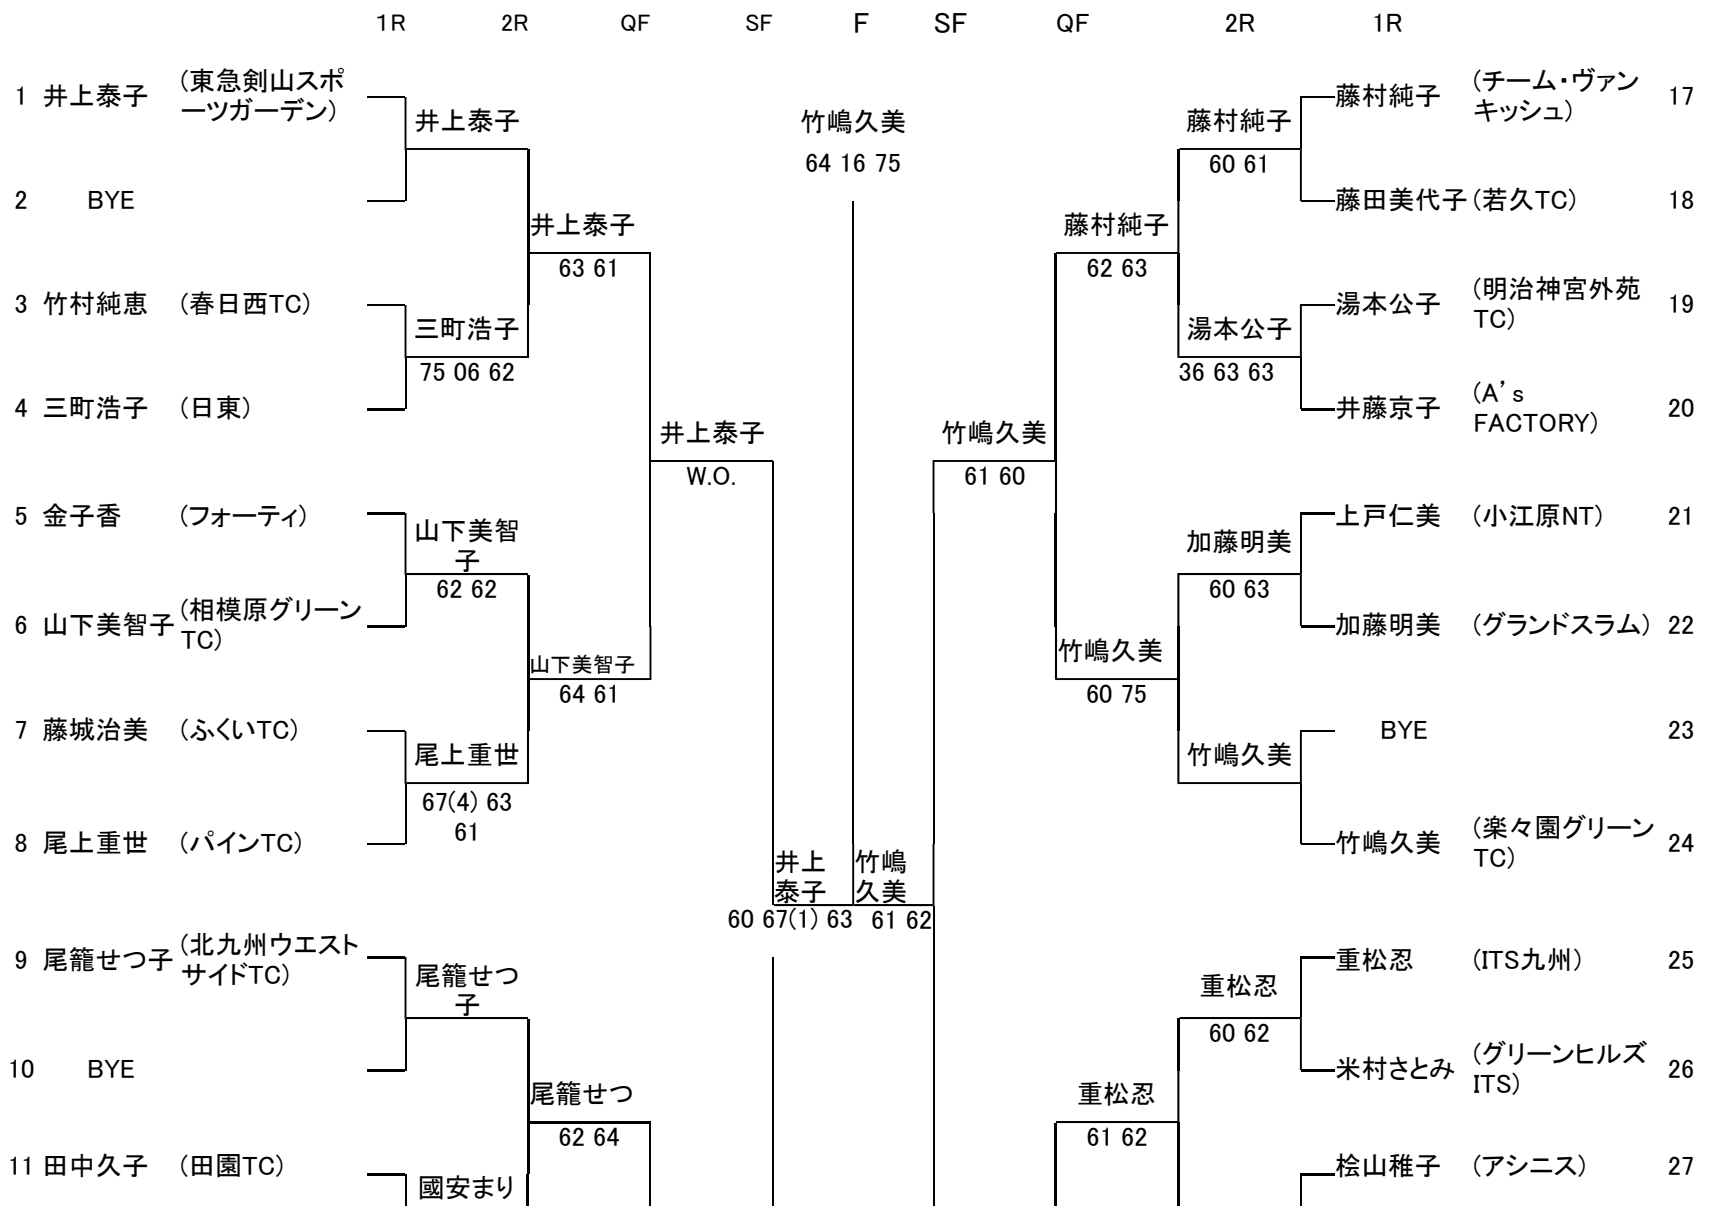 1R 2R QF SF F SF QF 2R 1R
1 井上泰子 (東急剣山スポ
ーツガーデン)
井上泰子
2 BYE
井上泰子
63 61
3 竹村純恵 (春日西TC)
三町浩子
75 06 62
4 三町浩子 (日東)
井上泰子
W.O.
5 金子香 (フォーティ)
山下美智
子
62 62
6 山下美智子 (相模原グリーン
TC)
山下美智子
64 61
7 藤城治美 (ふくいTC)
尾上重世
67(4) 63
61
8 尾上重世 (パインTC)
井上
泰子
60 67(1) 63
9 尾籠せつ子 (北九州ウエスト
サイドTC)
尾籠せつ
子
10 BYE
尾籠せつ
62 64
11 田中久子 (田園TC)
國安まり
竹嶋久美
64 16 75
竹嶋
久美
61 62
藤村純子 (チーム・ヴァン
キッシュ) 17
藤村純子
60 61
藤田美代子 (若久TC) 18
藤村純子
62 63
湯本公子 (明治神宮外苑
TC) 19
湯本公子
36 63 63
井藤京子 (A's
FACTORY) 20
竹嶋久美
61 60
上戸仁美 (小江原NT) 21
加藤明美
60 63
加藤明美 (グランドスラム) 22
竹嶋久美
60 75
BYE 23
竹嶋久美
竹嶋久美 (楽々園グリーン
TC) 24
重松忍 (ITS九州) 25
重松忍
60 62
米村さとみ (グリーンヒルズ
ITS) 26
重松忍
61 62
桧山稚子 (アシニス) 27